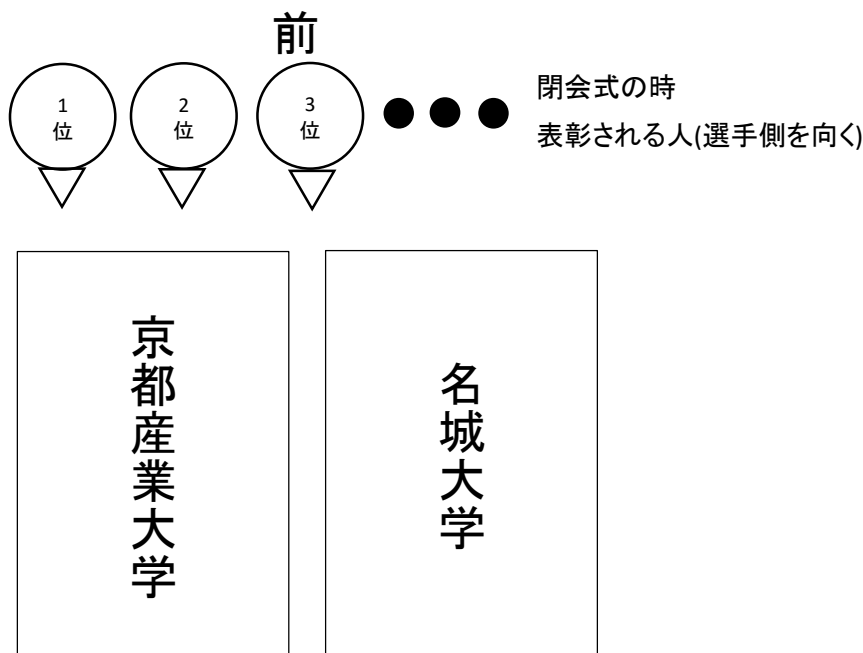 前
1
位
2
位
3
位
閉会式の時
表彰される人(選手側を向く)
京都産業大学
名城大学